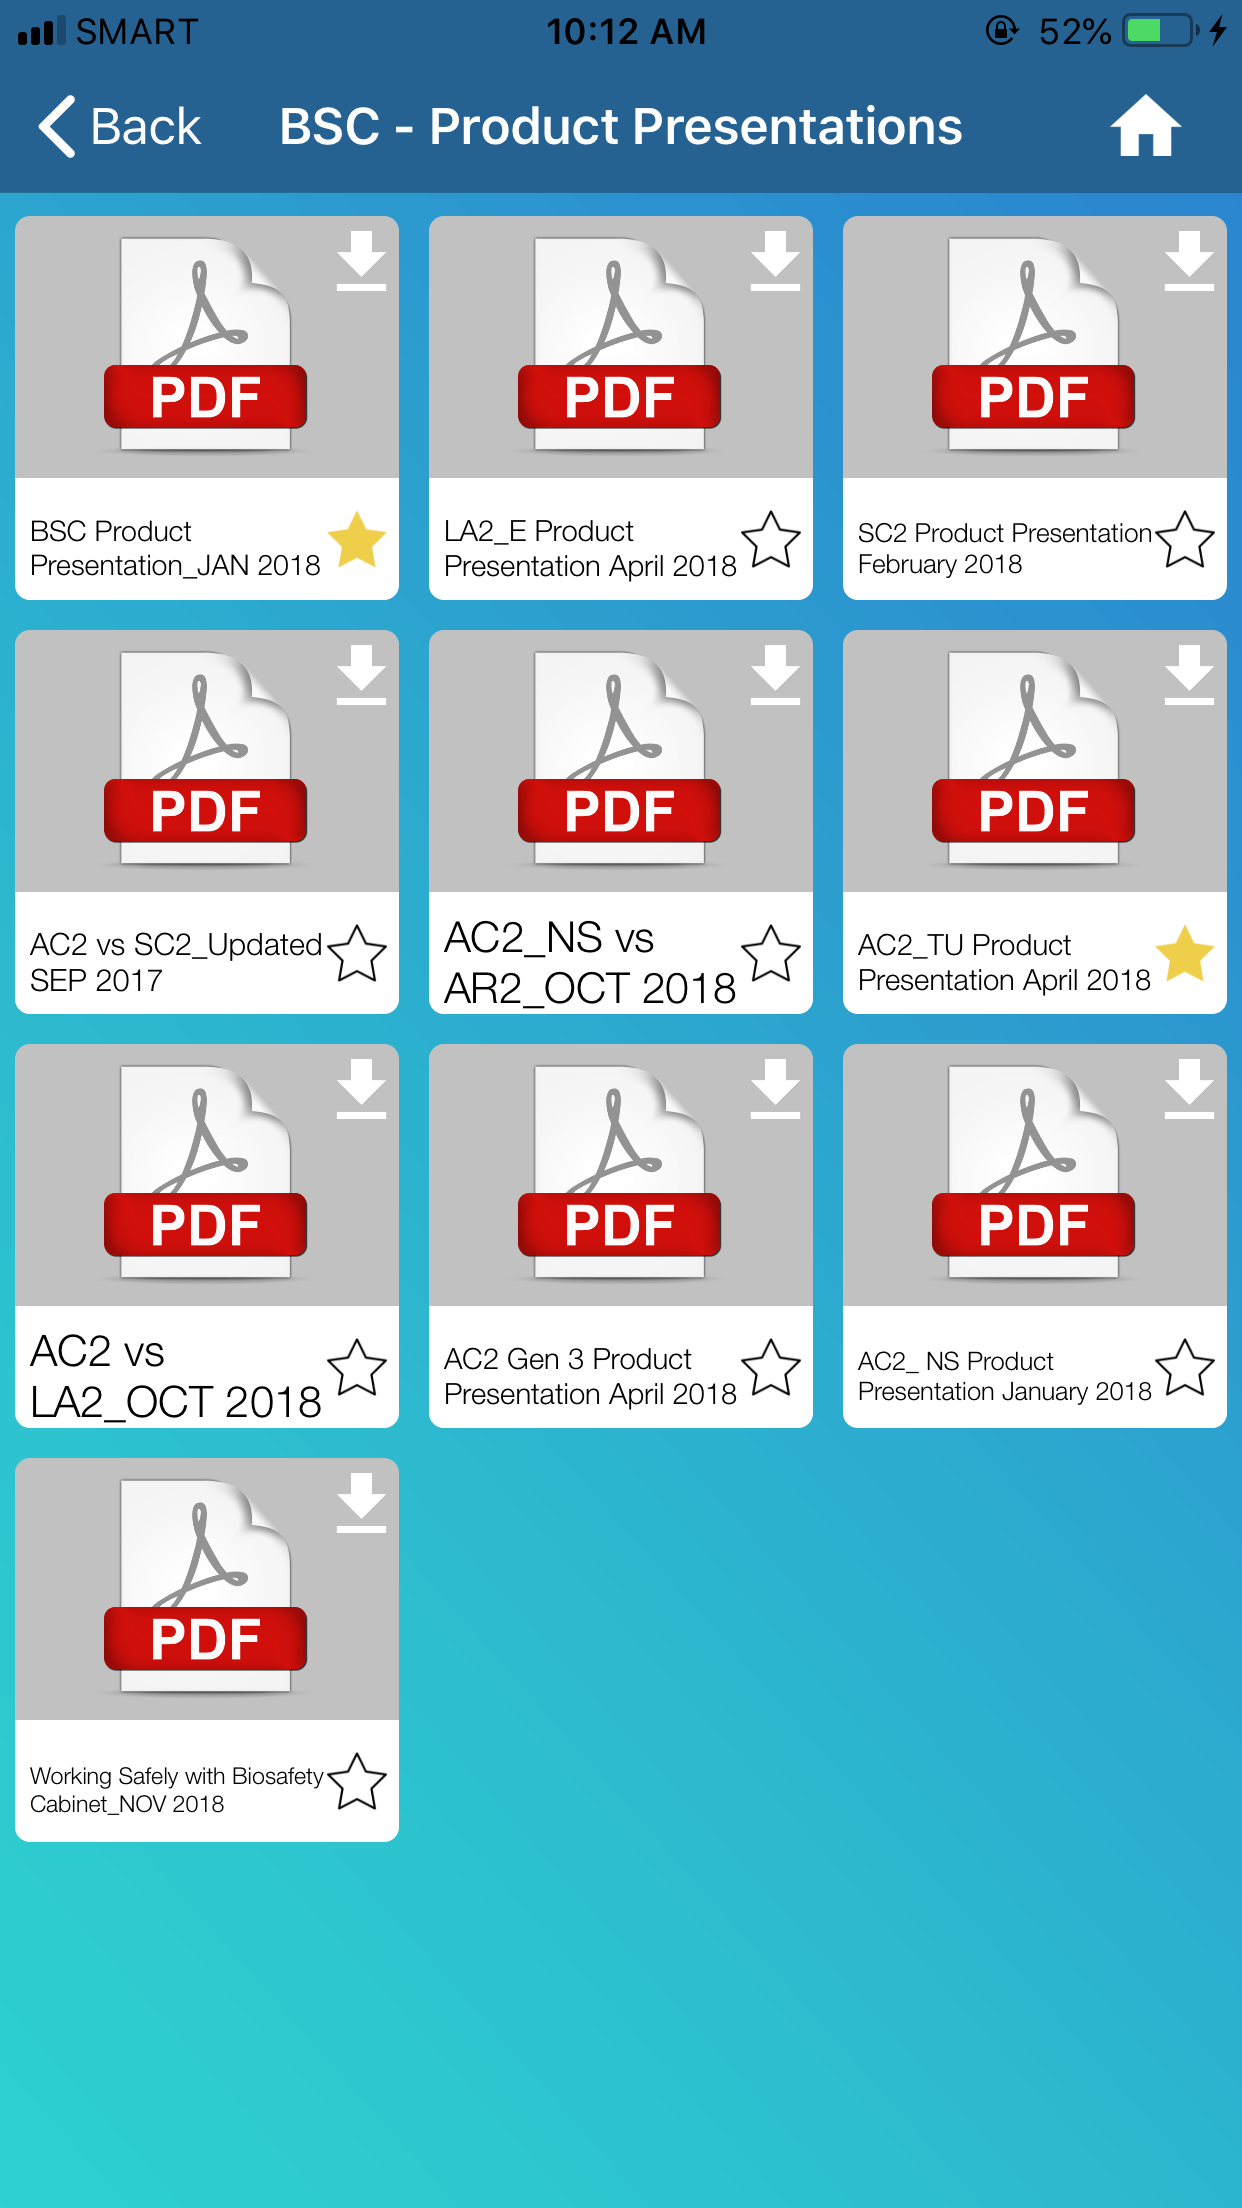 SMART 10:12 AM 52%
Back BSC - Product Presentations
PDF PDF PDF
BSC Product
Presentation_JAN 2018
LA2_E Product
Presentation April 2018
SC2 Product Presentation
February 2018
PDF PDF PDF
AC2 vs SC2_Updated
SEP 2017
AC2_NS vs
AR2_OCT 2018
AC2_TU Product
Presentation April 2018
PDF PDF PDF
AC2 vs
LA2_OCT 2018
AC2 Gen 3 Product
Presentation April 2018
AC2_ NS Product
Presentation January 2018
PDF
Working Safely with Biosafety
Cabinet_NOV 2018